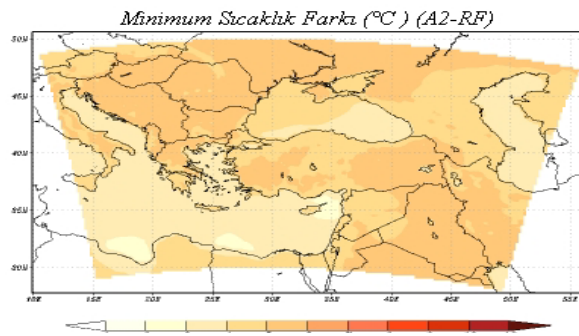 Minimum Sıcaklık Farkı (°C ) (A2-RF)
50N
45N
40N
35N
30N
10E 15E 20E 25E 30E 35E 40E 45E 50E 55E